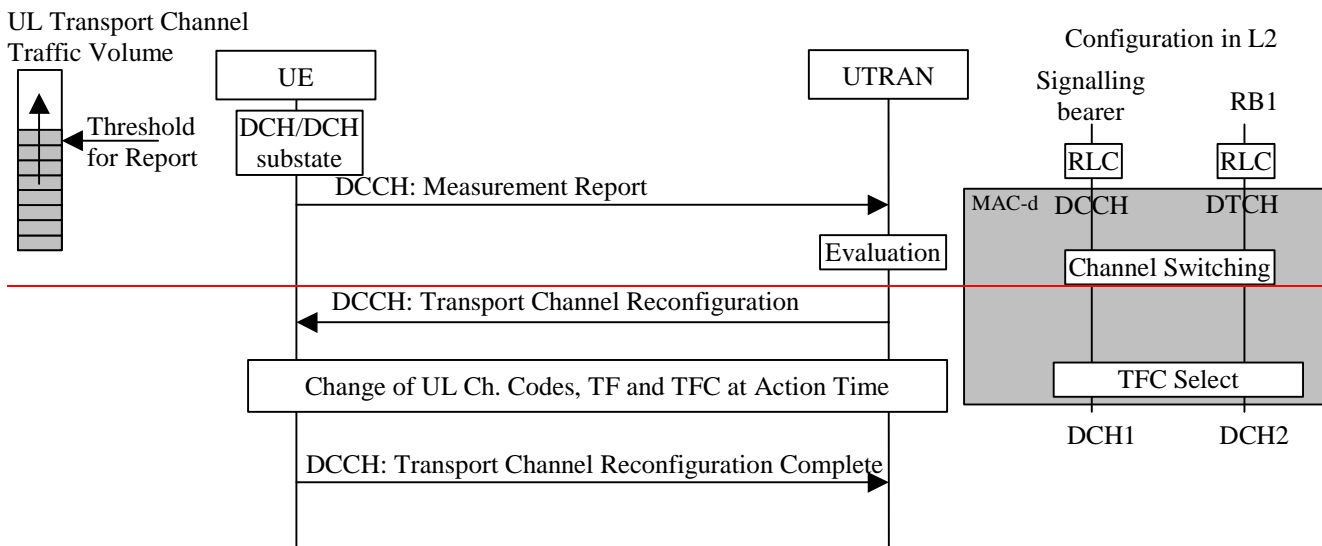 UL Transport Channel
Traffic Volume
Threshold
for Report
UE
DCH/DCH
substate
UTRAN
DCCH: Measurement Report
Evaluation
DCCH: Transport Channel Reconfiguration
Change of UL Ch. Codes, TF and TFC at Action Time
DCCH: Transport Channel Reconfiguration Complete
Configuration in L2
Signalling
bearer
RB1
RLC
RLC
MAC-d
DCCH
DTCH
Channel Switching
TFC Select
DCH1
DCH2